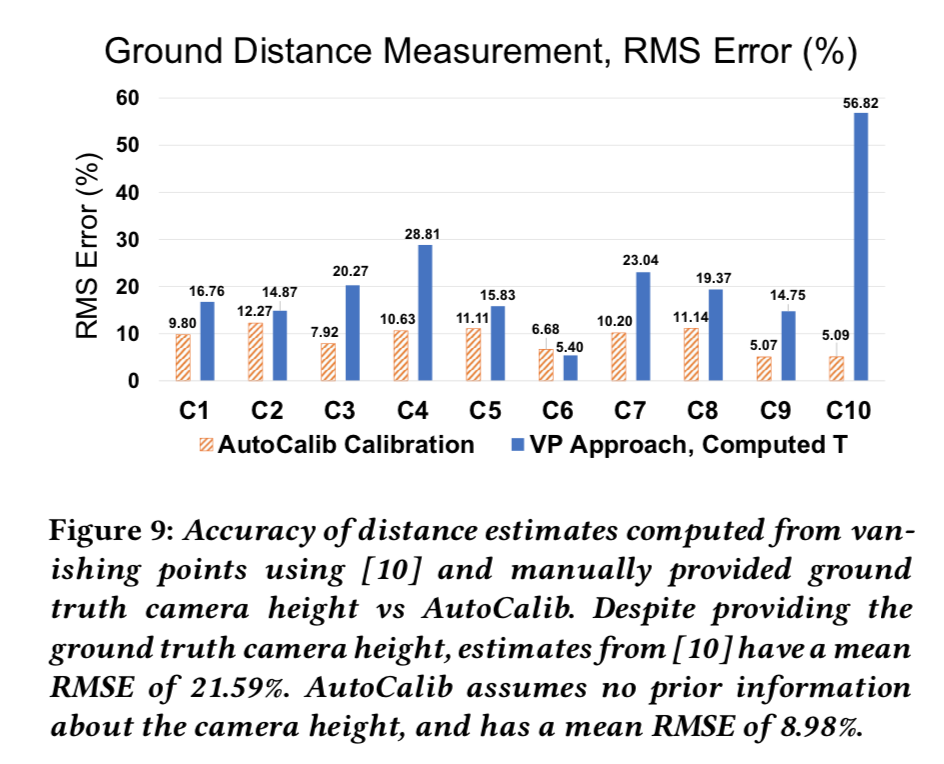 Ground Distance Measurement, RMS Error (%)
RMS Error (%)
60
50
40
30
20
10
0
9.80
16.76
12.27
14.87
7.92
20.27
10.63
28.81
11.11
15.83
6.68
5.40
10.20
23.04
11.14
19.37
5.07
14.75
5.09
56.82
C1 C2 C3 C4 C5 C6 C7 C8 C9 C10
AutoCalib Calibration VP Approach, Computed T
Figure 9: Accuracy of distance estimates computed from van-
ishing points using [10] and manually provided ground
truth camera height vs AutoCalib. Despite providing the
ground truth camera height, estimates from [10] have a mean
RMSE of 21.59%. AutoCalib assumes no prior information
about the camera height, and has a mean RMSE of 8.98%.